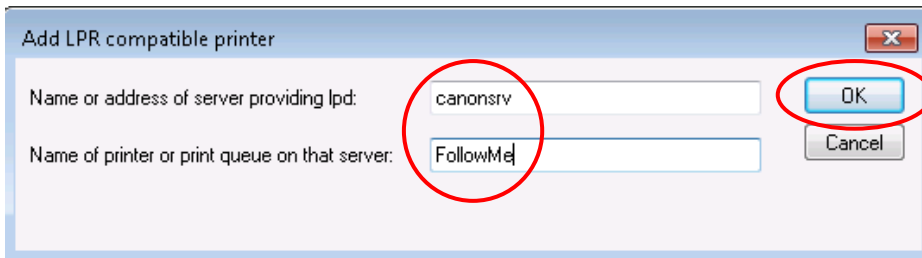 Add LPR compatible printer
Name or address of server providing lpd: canonsrv OK
Name of printer or print queue on that server: FollowMe Cancel